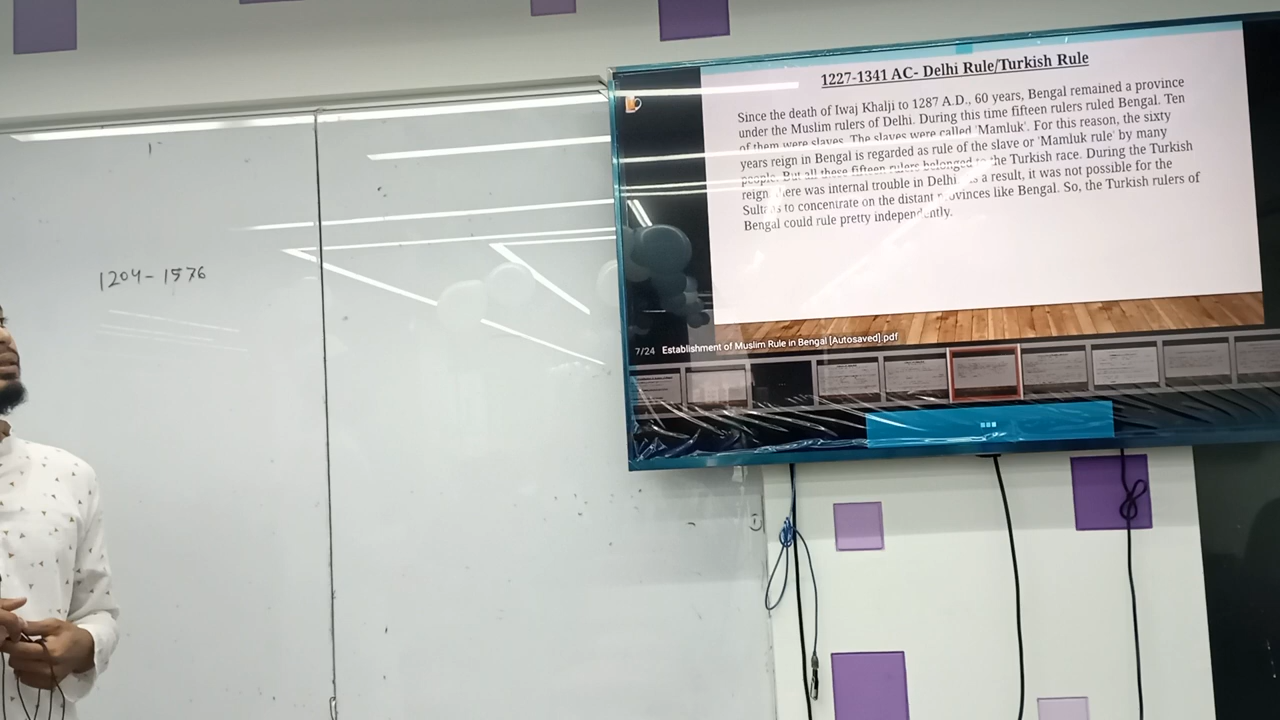 1204-1576
1227-1341 AC- Delhi Rule/Turkish Rule
Since the death of Iwaj Khalji to 1287 A.D., 60 years, Bengal remained a province
under the Muslim rulers of Delhi. During this time fifteen rulers ruled Bengal. Ten
of them were slaves. The slaves were called 'Mamluk'. For this reason, the sixty
years reign in Bengal is regarded as rule of the slave or 'Mamluk rule' by many
people. But all these fifteen rulers belonged to the Turkish race. During the Turkish
reign, there was internal trouble in Delhi. As a result, it was not possible for the
Sultans to concentrate on the distant provinces like Bengal. So, the Turkish rulers of
Bengal could rule pretty independently.
7/24 Establishment of Muslim Rule in Bengal [Autosaved].pdf